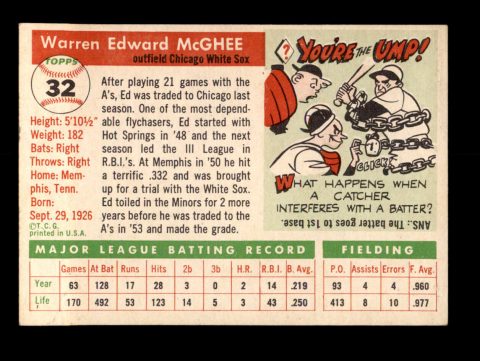 Warren Edward McGHEE
outfield Chicago White Sox
TOPPS
32
Height: 5'10½"
Weight: 182
Bats: Right
Throws: Right
Home: Mem-
phis, Tenn.
Born:
Sept. 29, 1926
©T.C.G.
printed in U.S.A.
After playing 21 games with the
A's, Ed was traded to Chicago last
season. One of the most depend-
able flychasers, Ed started with
Hot Springs in '48 and the next
season led the III League in
R.B.I.'s. At Memphis in '50 he hit
a terrific .332 and was brought
up for a trial with the White Sox.
Ed toiled in the Minors for 2 more
years before he was traded to the
A's in '53 and made the grade.
?
YOU'RE THE UMP!
CLICK
WHAT HAPPENS WHEN
A CATCHER
INTERFERES WITH A BATTER?
ANS. The batter goes to 1st base.
MAJOR LEAGUE BATTING RECORD
Games At Bat Runs Hits 2b 3b H.R. R.B.I. B. Avg.
Year 63 128 17 28 3 0 2 14 .219
Life 170 492 53 123 14 5 3 43 .250
FIELDING
P.O. Assists Errors F. Avg.
93 4 4 .960
413 8 10 .977